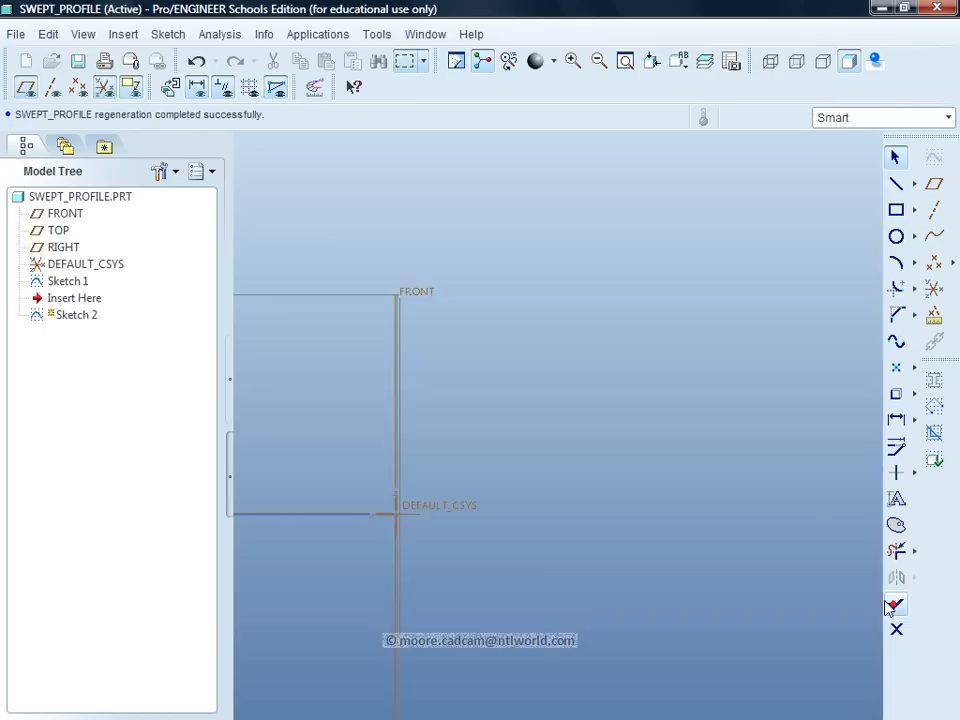 SWEPT_PROFILE (Active) - Pro/ENGINEER Schools Edition (for educational use only)
File Edit View Insert Sketch Analysis Info Applications Tools Window Help
SWEPT_PROFILE regeneration completed successfully.
Smart
Model Tree
SWEPT_PROFILE.PRT
FRONT
TOP
RIGHT
DEFAULT_CSYS
Sketch 1
Insert Here
Sketch 2
FRONT
DEFAULT_CSYS
© moore.cadcam@ntlworld.com